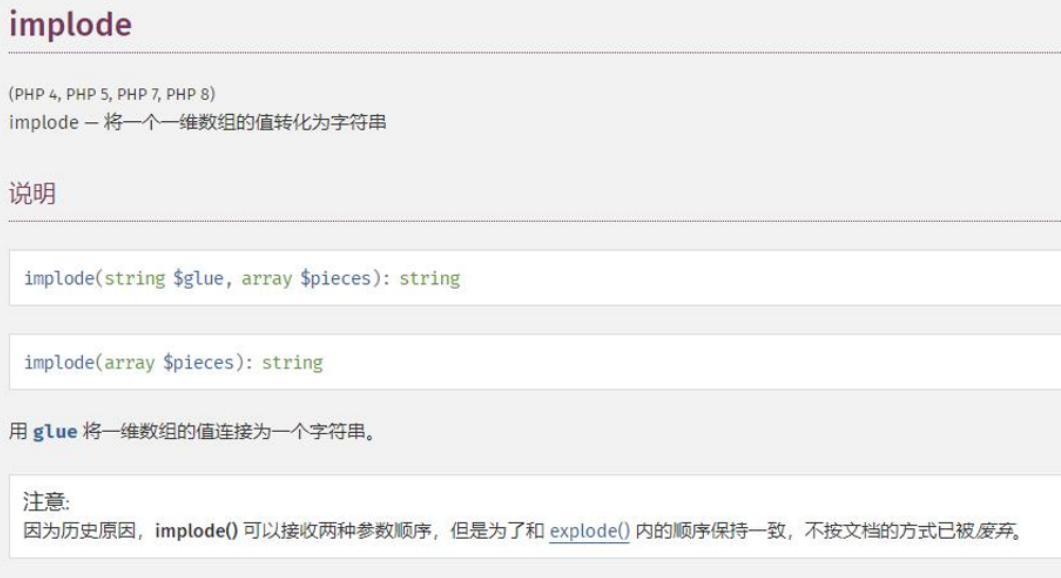 implode
(PHP 4, PHP 5, PHP 7, PHP 8)
implode — 将一个一维数组的值转化为字符串
说明
implode(string $glue, array $pieces): string
implode(array $pieces): string
用 glue 将一维数组的值连接为一个字符串。
注意:
因为历史原因，implode() 可以接收两种参数顺序，但是为了和 explode() 内的顺序保持一致，不按文档的方式已被废弃。